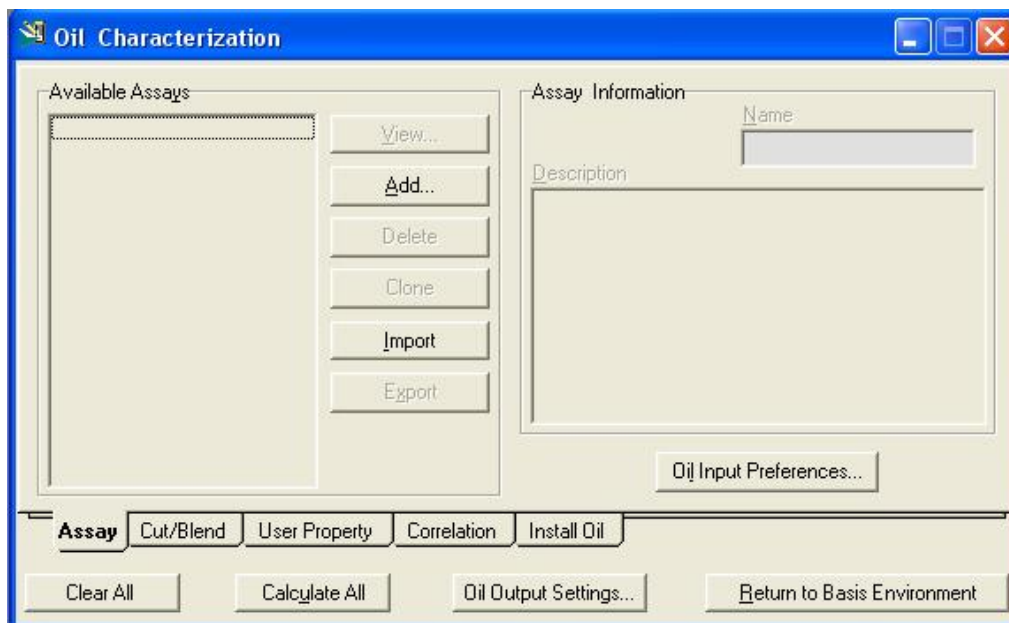 Oil Characterization
Available Assays
View...
Add...
Delete
Clone
Import
Export
Assay Information
Name
Description
Oil Input Preferences...
Assay Cut/Blend User Property Correlation Install Oil
Clear All Calculate All Oil Output Settings... Return to Basis Environment